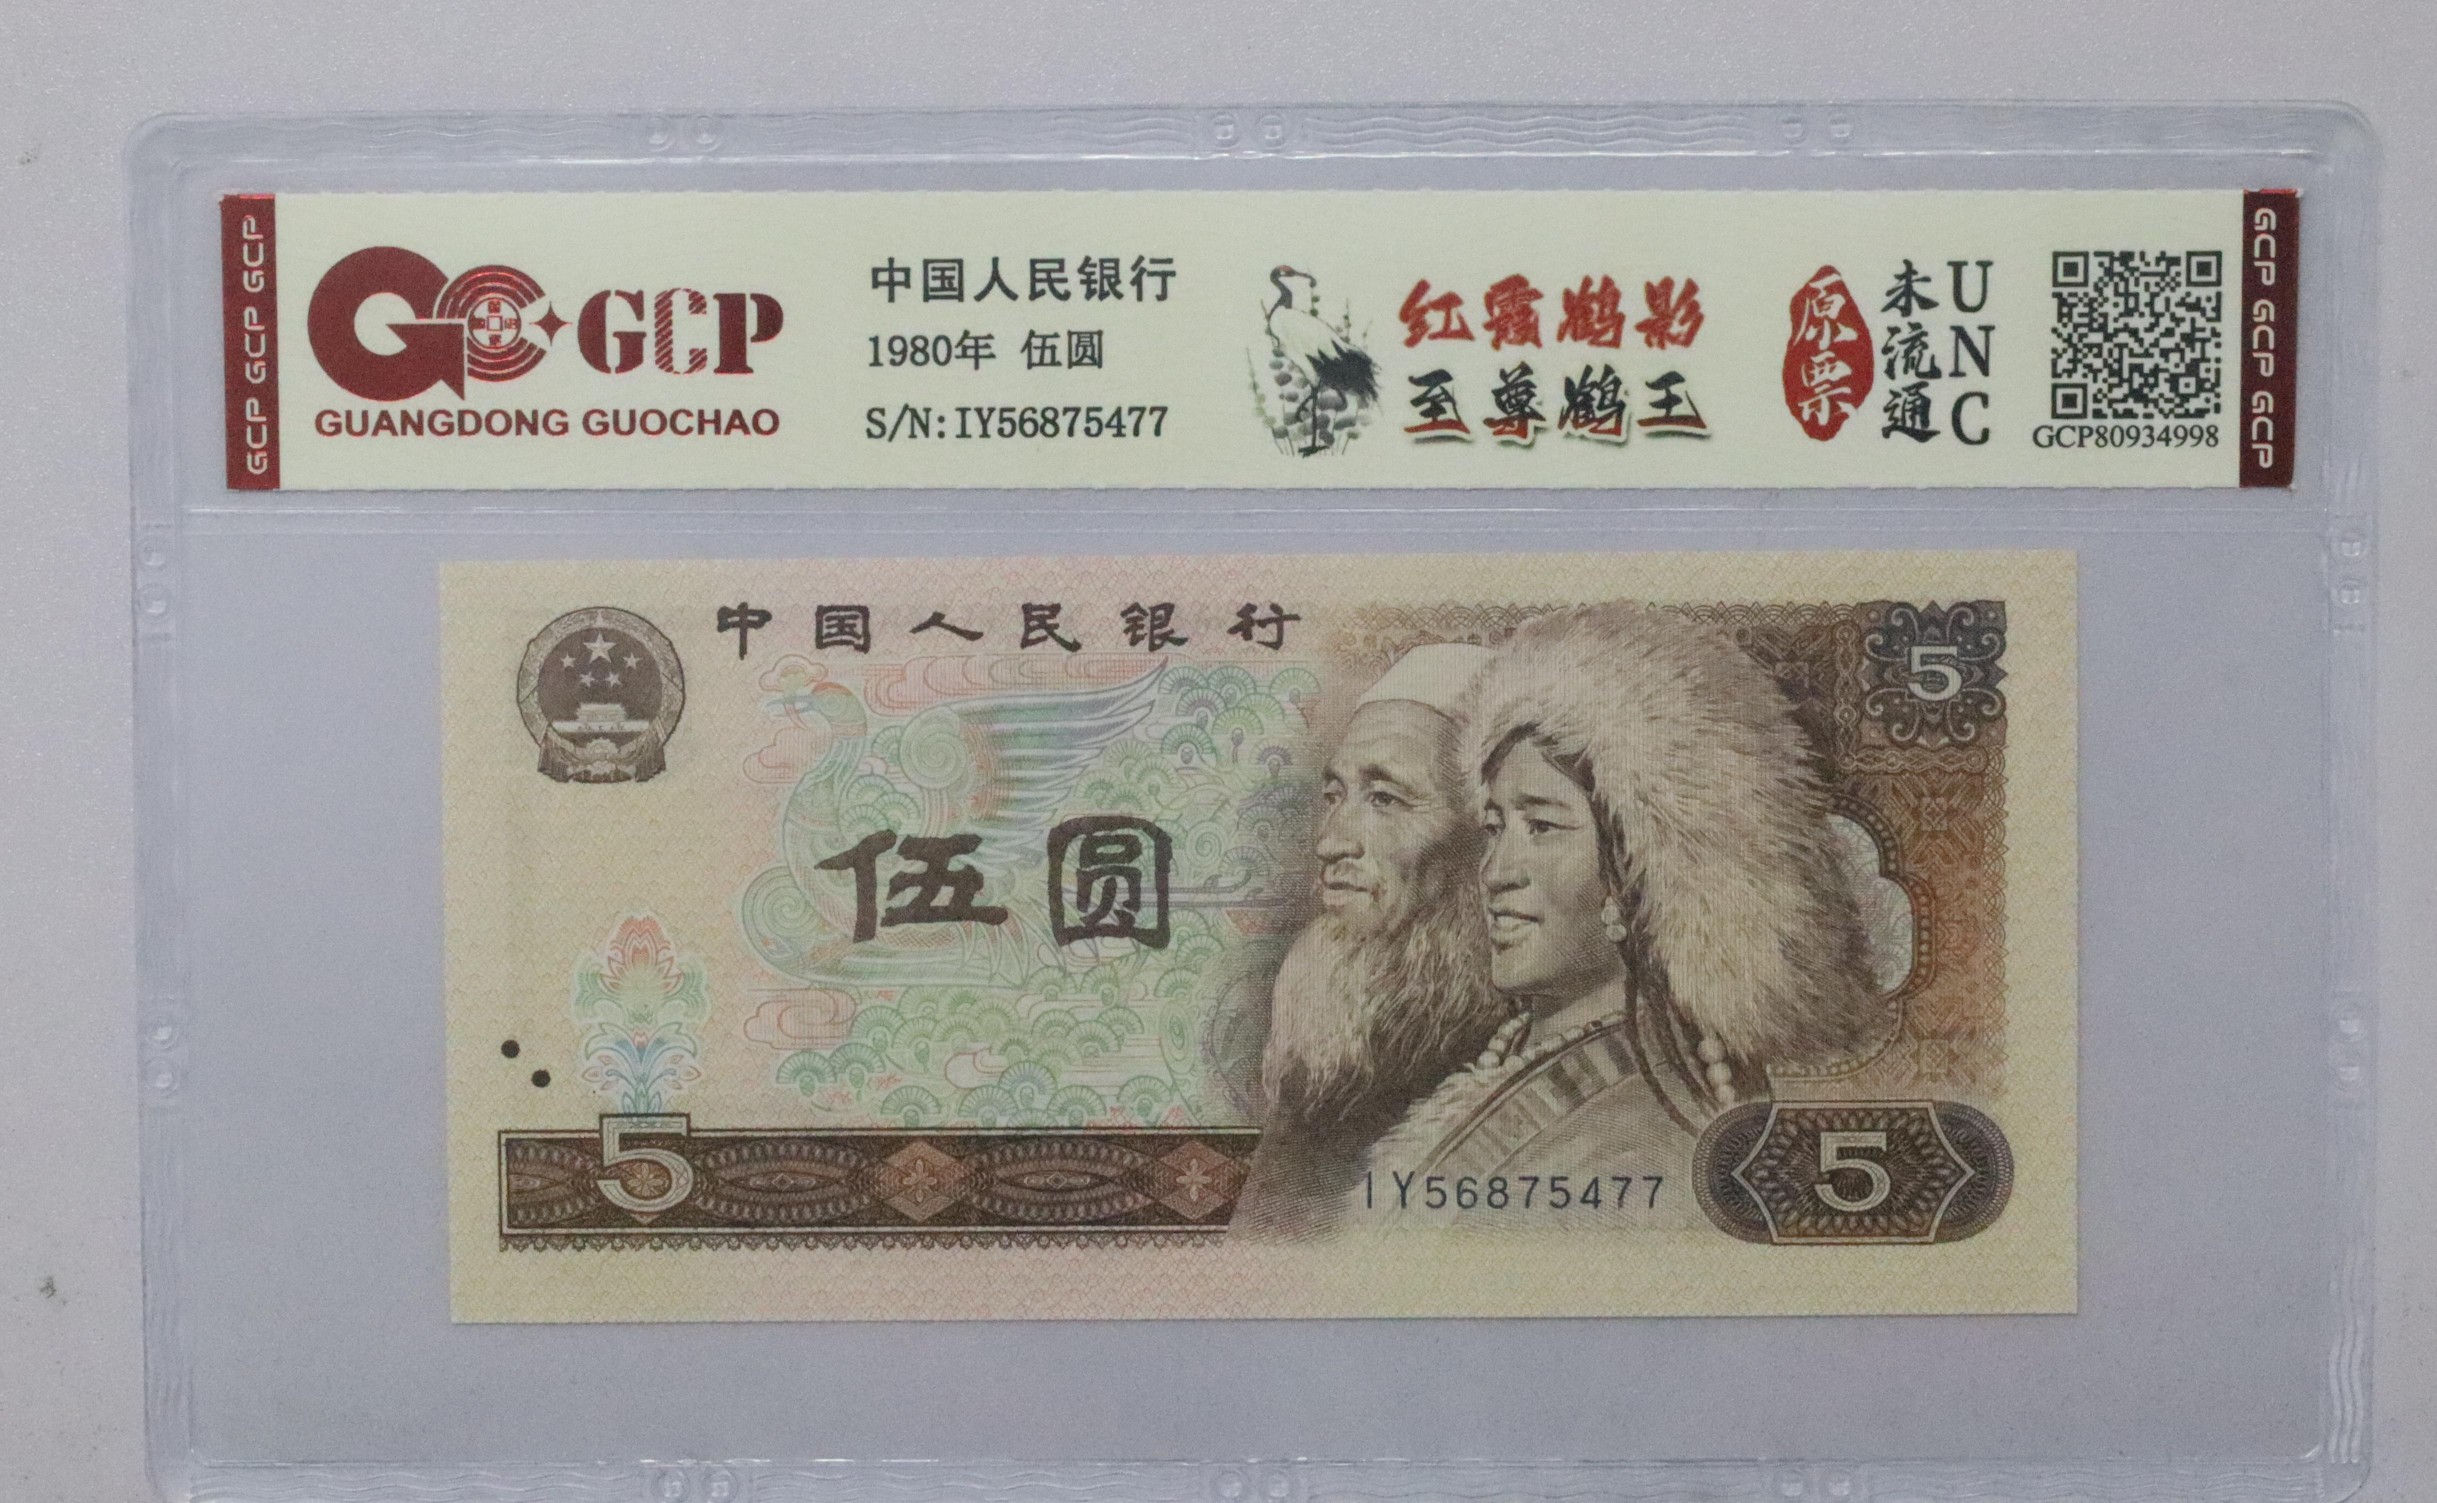 GCP GCP GCP
GCP
GUANGDONG GUOCHAO
中国人民银行
1980年 伍圆
S/N:IY56875477
红霞鹤影
至尊鹤王
原票
未流通
UNC
GCP80934998
GCP GCP GCP
中国人民银行
5
伍圆
5
IY56875477
5